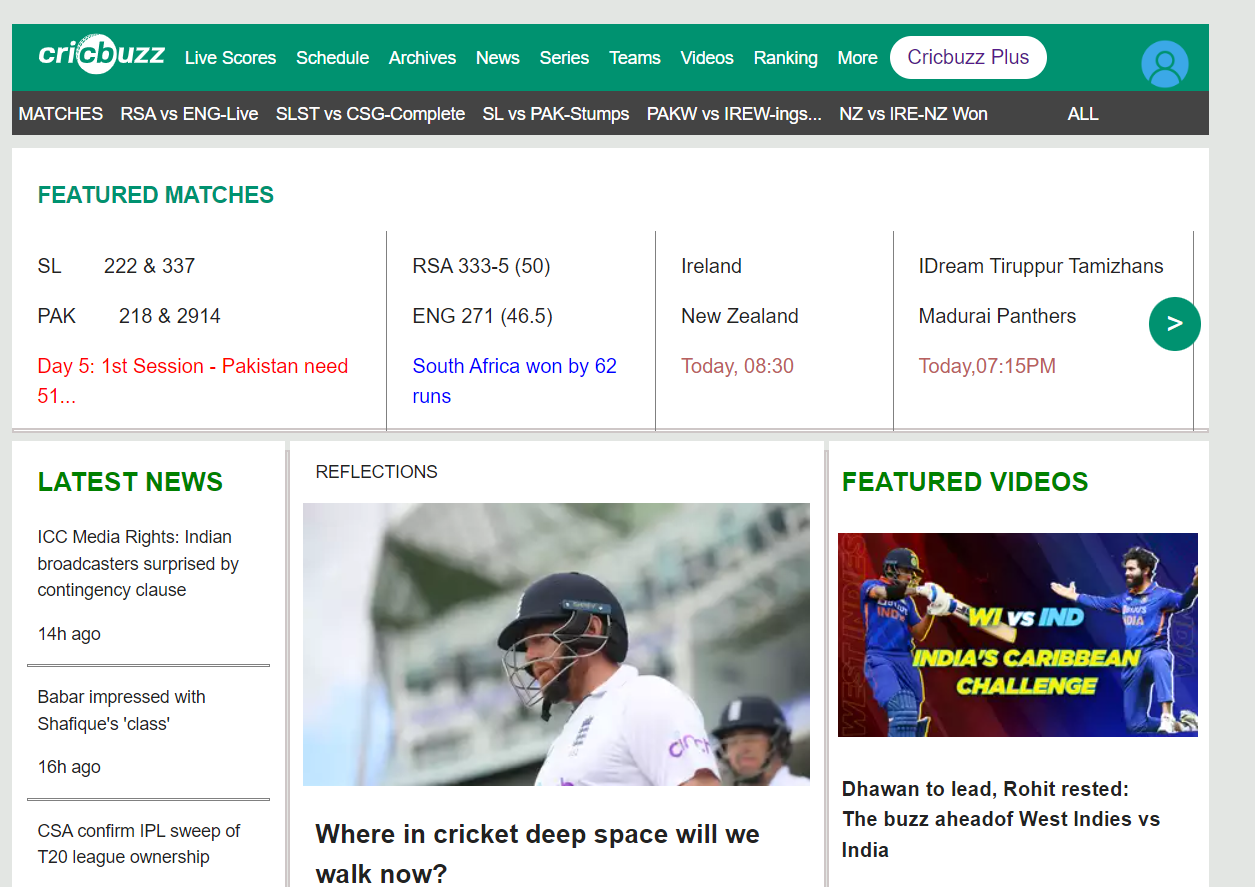 cricbuzz Live Scores Schedule Archives News Series Teams Videos Ranking More Cricbuzz Plus
MATCHES RSA vs ENG-Live SLST vs CSG-Complete SL vs PAK-Stumps PAKW vs IREW-ings... NZ vs IRE-NZ Won ALL
FEATURED MATCHES
SL 222 & 337
PAK 218 & 2914
Day 5: 1st Session - Pakistan need
51...
RSA 333-5 (50)
ENG 271 (46.5)
South Africa won by 62
runs
Ireland
New Zealand
Today, 08:30
IDream Tiruppur Tamizhans
Madurai Panthers
Today,07:15PM
>
LATEST NEWS
ICC Media Rights: Indian
broadcasters surprised by
contingency clause
14h ago
Babar impressed with
Shafique's 'class'
16h ago
CSA confirm IPL sweep of
T20 league ownership
REFLECTIONS
cinch
Where in cricket deep space will we
walk now?
FEATURED VIDEOS
WEST INDIES
WI vs IND
INDIA'S CARIBBEAN
CHALLENGE
INDIA
Dhawan to lead, Rohit rested:
The buzz aheadof West Indies vs
India